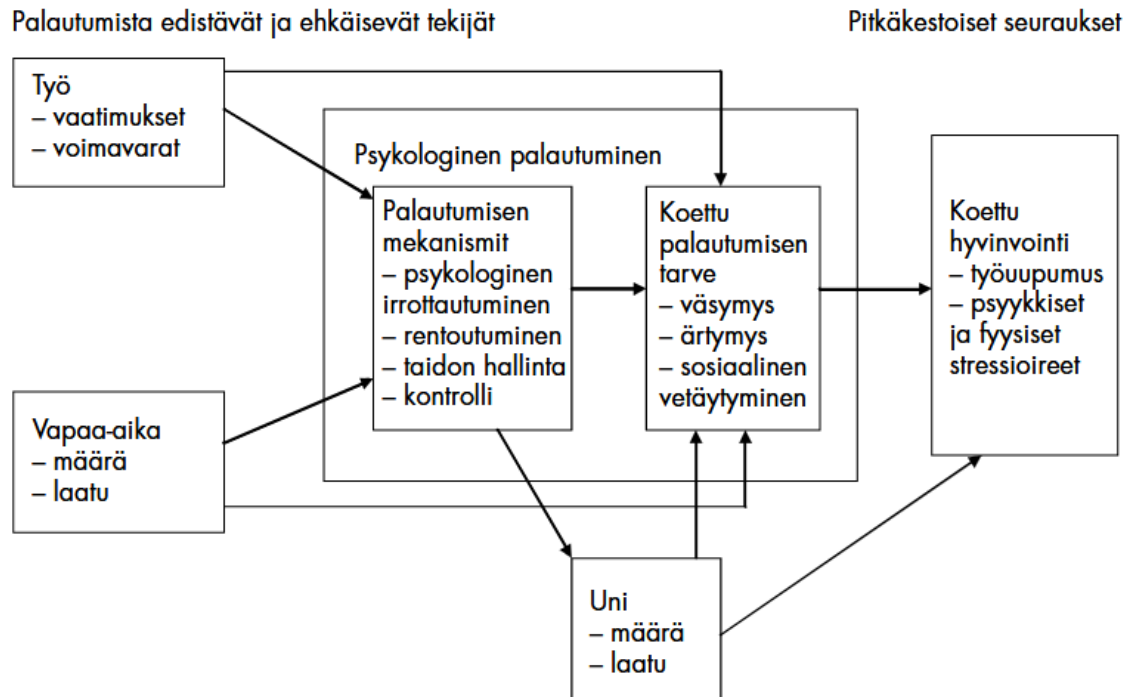 Palautumista edistävät ja ehkäisevät tekijät
Pitkäkestoiset seuraukset
Työ
– vaatimukset
– voimavarat
Psykologinen palautuminen
Palautumisen
mekanismit
– psykologinen
irrottautuminen
– rentoutuminen
– taidon hallinta
– kontrolli
Koettu
palautumisen
tarve
– väsymys
– ärtymys
– sosiaalinen
vetäytyminen
Koettu
hyvinvointi
– työuupumus
– psyykkiset
ja fyysiset
stressioireet
Vapaa-aika
– määrä
– laatu
Uni
– määrä
– laatu